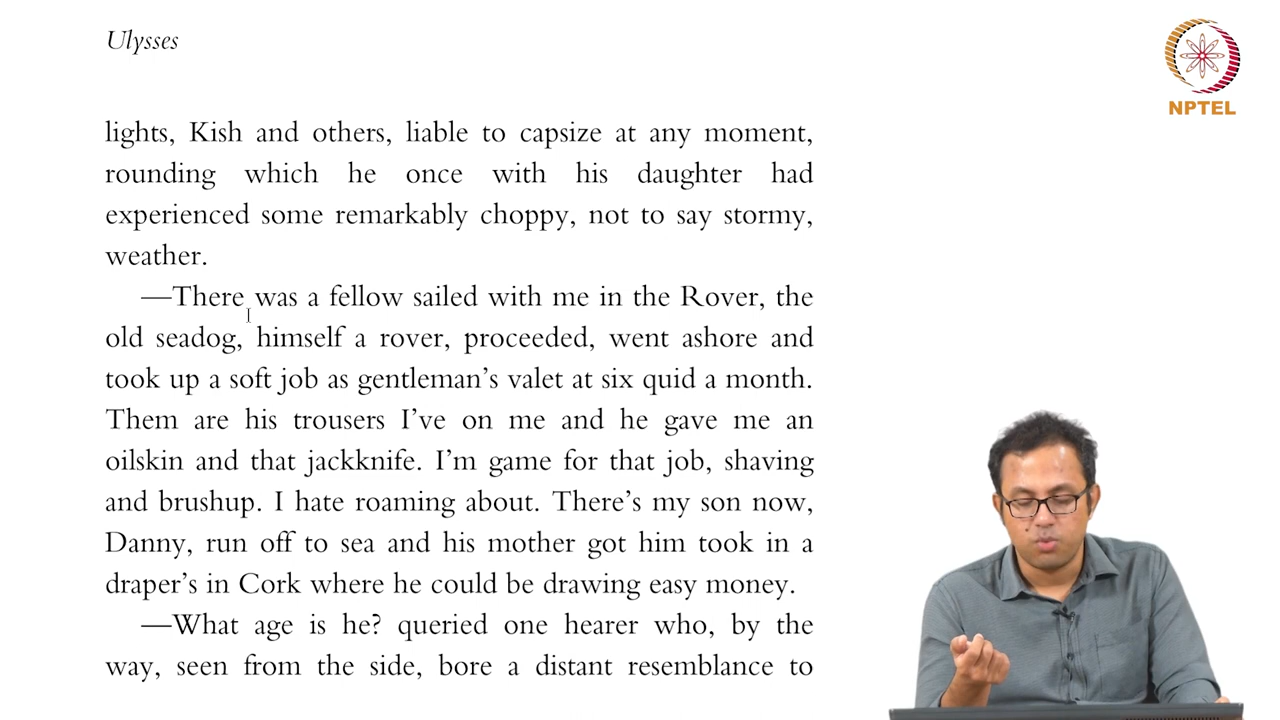 Ulysses
NPTEL
lights, Kish and others, liable to capsize at any moment,
rounding which he once with his daughter had
experienced some remarkably choppy, not to say stormy,
weather.
—There was a fellow sailed with me in the Rover, the
old seadog, himself a rover, proceeded, went ashore and
took up a soft job as gentleman's valet at six quid a month.
Them are his trousers I've on me and he gave me an
oilskin and that jackknife. I'm game for that job, shaving
and brushup. I hate roaming about. There's my son now,
Danny, run off to sea and his mother got him took in a
draper's in Cork where he could be drawing easy money.
—What age is he? queried one hearer who, by the
way, seen from the side, bore a distant resemblance to